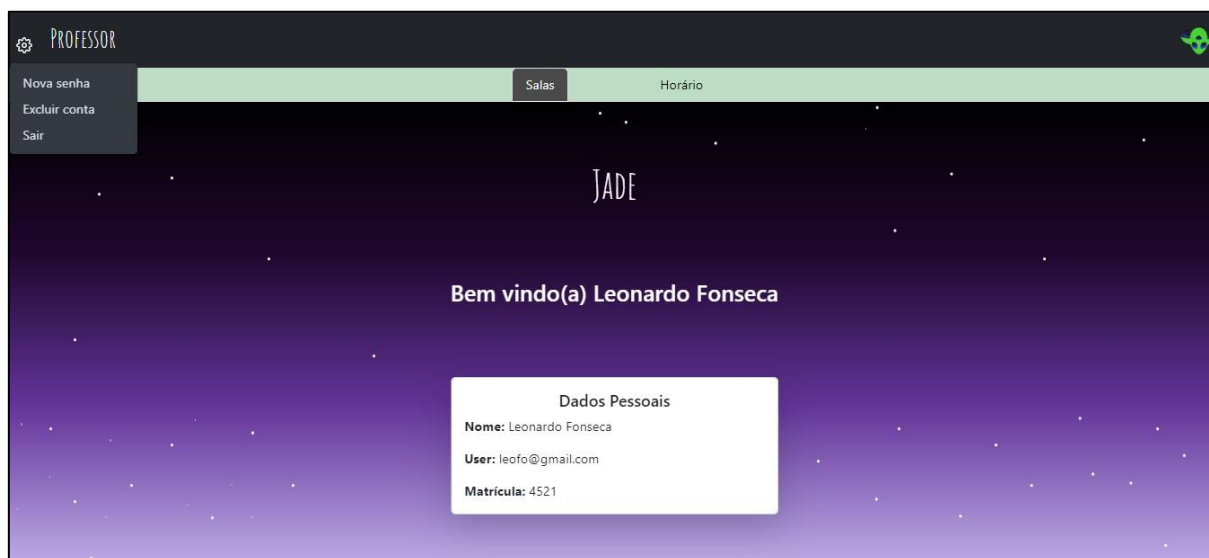 Professor
Nova senha
Excluir conta
Sair
Salas
Horário
Jade
Bem vindo(a) Leonardo Fonseca
Dados Pessoais
Nome: Leonardo Fonseca
User: leofo@gmail.com
Matrícula: 4521